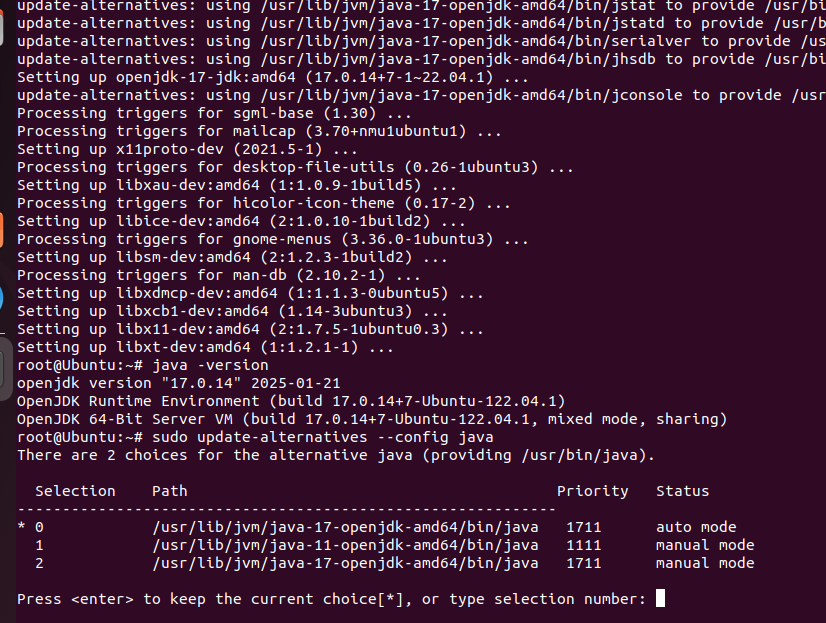 update-alternatives: using /usr/lib/jvm/java-17-openjdk-amd64/bin/jstat to provide /usr/bi
update-alternatives: using /usr/lib/jvm/java-17-openjdk-amd64/bin/jstatd to provide /usr/b
update-alternatives: using /usr/lib/jvm/java-17-openjdk-amd64/bin/serialver to provide /us
update-alternatives: using /usr/lib/jvm/java-17-openjdk-amd64/bin/jhsdb to provide /usr/bi
Setting up openjdk-17-jdk:amd64 (17.0.14+7-1~22.04.1) ...
update-alternatives: using /usr/lib/jvm/java-17-openjdk-amd64/bin/jconsole to provide /usr
Processing triggers for sgml-base (1.30) ...
Processing triggers for mailcap (3.70+nmu1ubuntu1) ...
Setting up x11proto-dev (2021.5-1) ...
Processing triggers for desktop-file-utils (0.26-1ubuntu3) ...
Setting up libxau-dev:amd64 (1:1.0.9-1build5) ...
Processing triggers for hicolor-icon-theme (0.17-2) ...
Setting up libice-dev:amd64 (2:1.0.10-1build2) ...
Processing triggers for gnome-menus (3.36.0-1ubuntu3) ...
Setting up libsm-dev:amd64 (2:1.2.3-1build2) ...
Processing triggers for man-db (2.10.2-1) ...
Setting up libxdmcp-dev:amd64 (1:1.1.3-0ubuntu5) ...
Setting up libxcb1-dev:amd64 (1.14-3ubuntu3) ...
Setting up libx11-dev:amd64 (2:1.7.5-1ubuntu0.3) ...
Setting up libxt-dev:amd64 (1:1.2.1-1) ...
root@Ubuntu:~# java -version
openjdk version "17.0.14" 2025-01-21
OpenJDK Runtime Environment (build 17.0.14+7-Ubuntu-122.04.1)
OpenJDK 64-Bit Server VM (build 17.0.14+7-Ubuntu-122.04.1, mixed mode, sharing)
root@Ubuntu:~# sudo update-alternatives --config java
There are 2 choices for the alternative java (providing /usr/bin/java).
Selection    Path                                         Priority   Status
------------------------------------------------------------
* 0            /usr/lib/jvm/java-17-openjdk-amd64/bin/java   1711      auto mode
1            /usr/lib/jvm/java-11-openjdk-amd64/bin/java   1111      manual mode
2            /usr/lib/jvm/java-17-openjdk-amd64/bin/java   1711      manual mode
Press <enter> to keep the current choice[*], or type selection number: